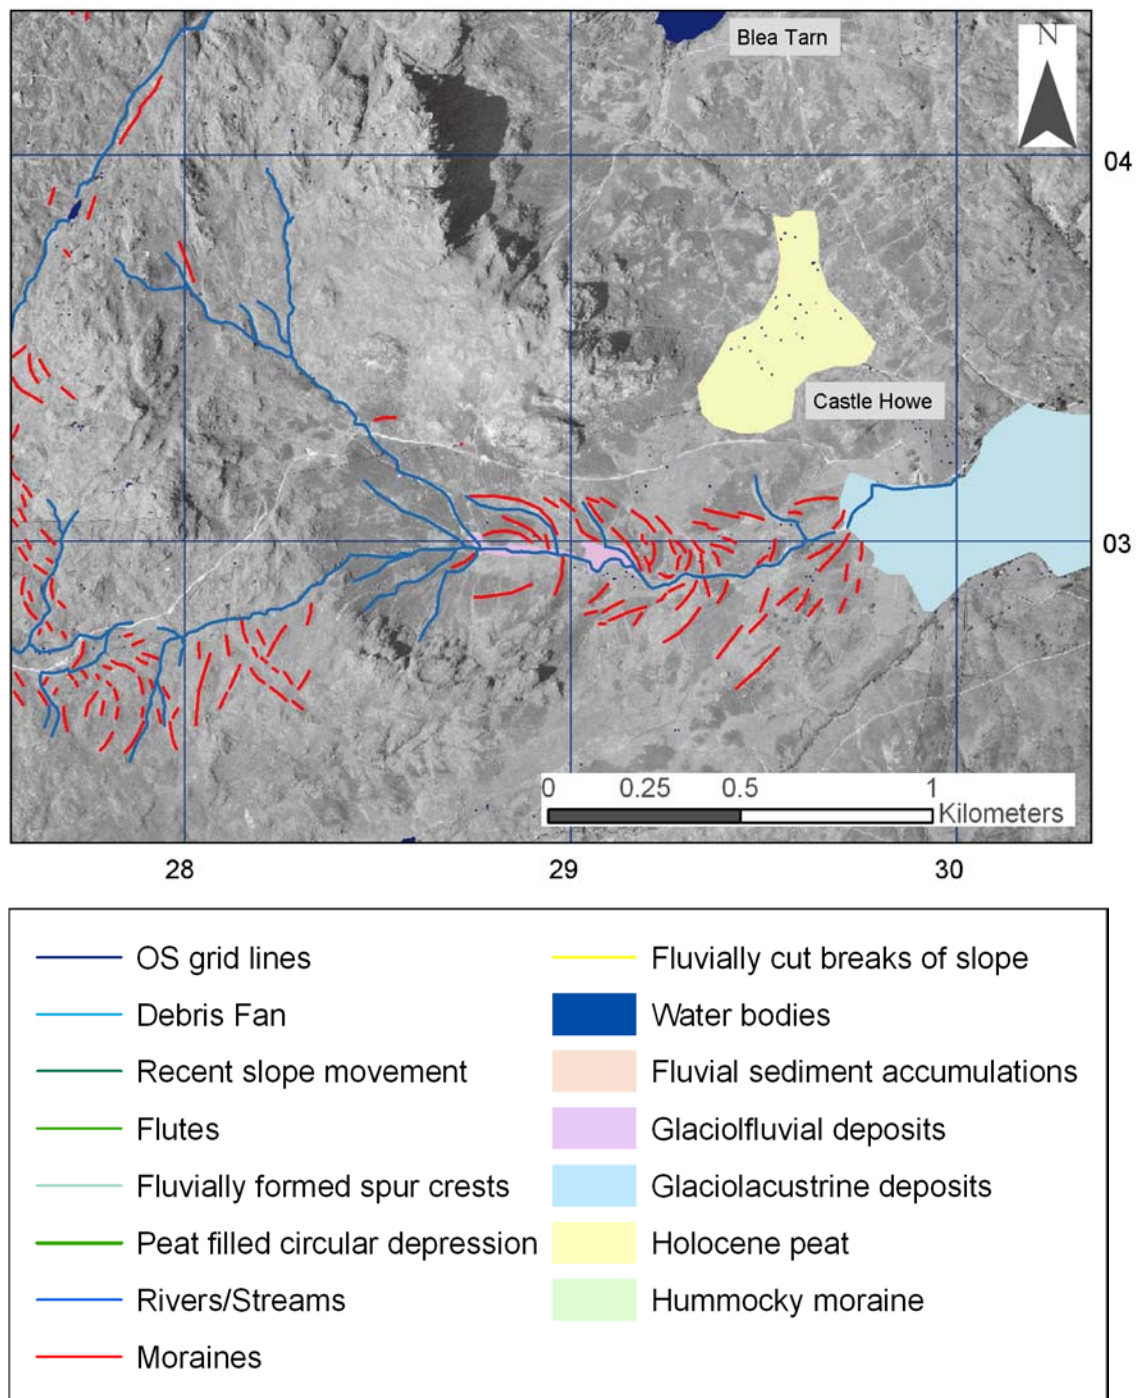 Blea Tarn
N
04
Castle Howe
03
0 0.25 0.5 1
Kilometers
28 29 30
OS grid lines
Debris Fan
Recent slope movement
Flutes
Fluvially formed spur crests
Peat filled circular depression
Rivers/Streams
Moraines
Fluvially cut breaks of slope
Water bodies
Fluvial sediment accumulations
Glaciolfluvial deposits
Glaciolacustrine deposits
Holocene peat
Hummocky moraine